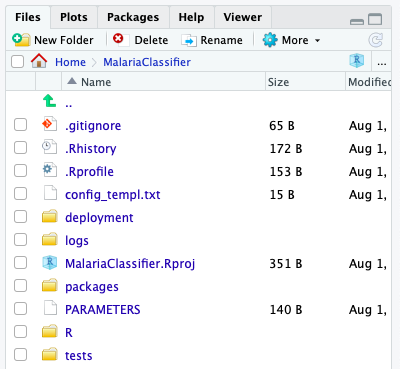 Files Plots Packages Help Viewer
New Folder Delete Rename More
Home MalariaClassifier R ...
Name Size Modified
..
.gitignore 65 B Aug 1,
.Rhistory 172 B Aug 1,
.Rprofile 153 B Aug 1,
config_templ.txt 15 B Aug 1,
deployment
logs
MalariaClassifier.Rproj 351 B Aug 1,
packages
PARAMETERS 140 B Aug 1,
R
tests